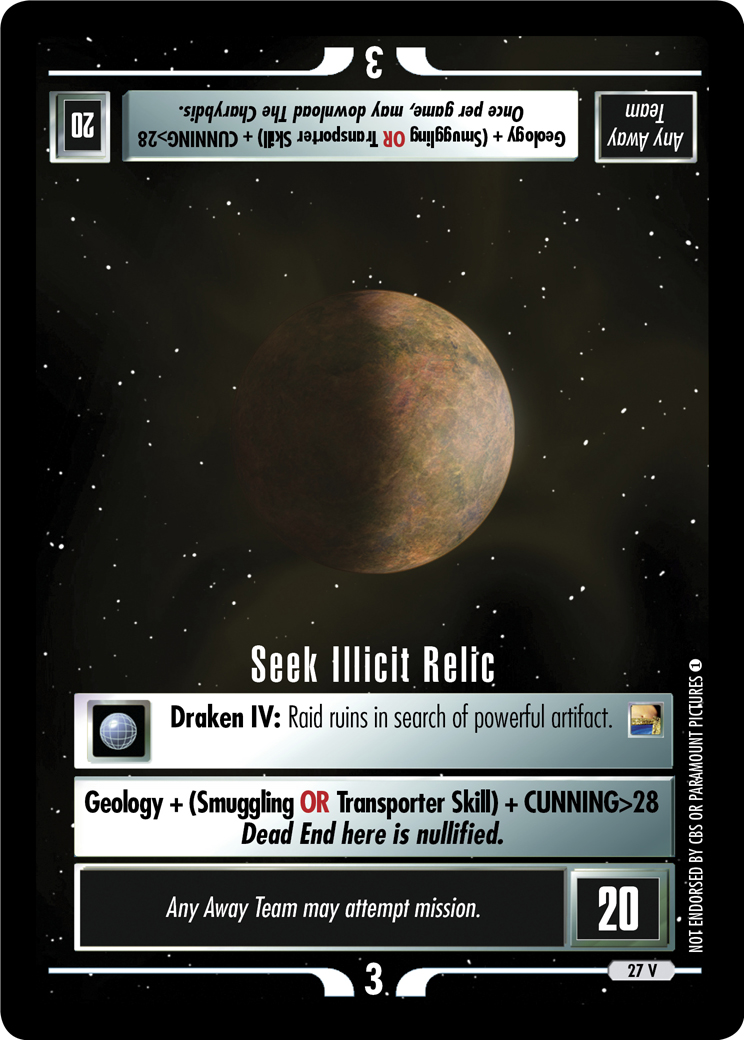 3
20
Geology + (Smuggling OR Transporter Skill) + CUNNING>28
Once per game, may download The Charybdis.
Any Away
Team
Seek Illicit Relic
Draken IV: Raid ruins in search of powerful artifact.
Geology + (Smuggling OR Transporter Skill) + CUNNING>28
Dead End here is nullified.
Any Away Team may attempt mission.
20
3
27 V
NOT ENDORSED BY CBS OR PARAMOUNT PICTURES 1